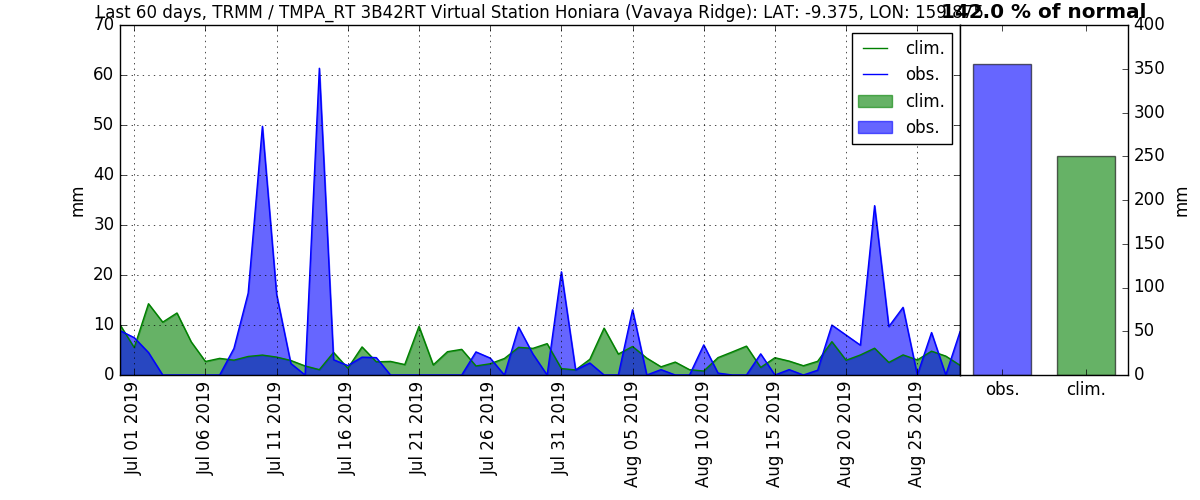 Last 60 days, TRMM / TMPA_RT 3B42RT Virtual Station Honiara (Vavaya Ridge): LAT: -9.375, LON:
142.0 % of normal
70
60
50
40
30
20
10
0
mm
clim.
obs.
clim.
obs.
400
350
300
250
200
150
100
50
0
mm
Jul 01 2019
Jul 06 2019
Jul 11 2019
Jul 16 2019
Jul 21 2019
Jul 26 2019
Jul 31 2019
Aug 05 2019
Aug 10 2019
Aug 15 2019
Aug 20 2019
Aug 25 2019
obs.
clim.